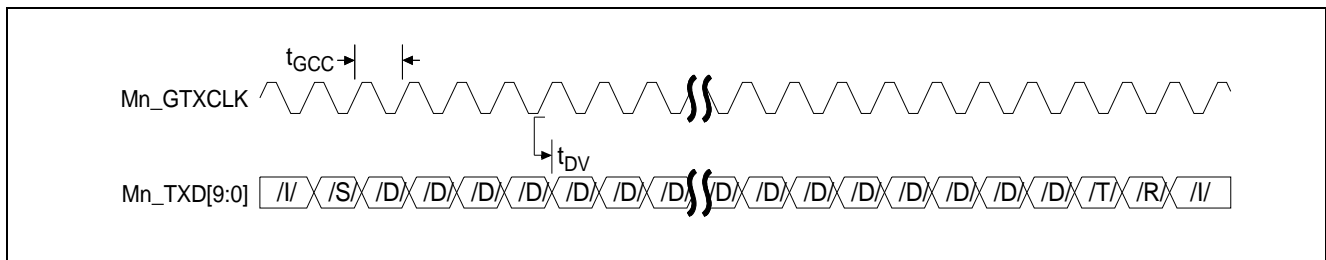 tGCC
Mn_GTXCLK
tDV
Mn_TXD[9:0] /I/ /S/ /D/ /D/ /D/ /D/ /D/ /D/ /D/ /D/ /D/ /D/ /D/ /D/ /D/ /D/ /D/ /T/ /R/ /I/